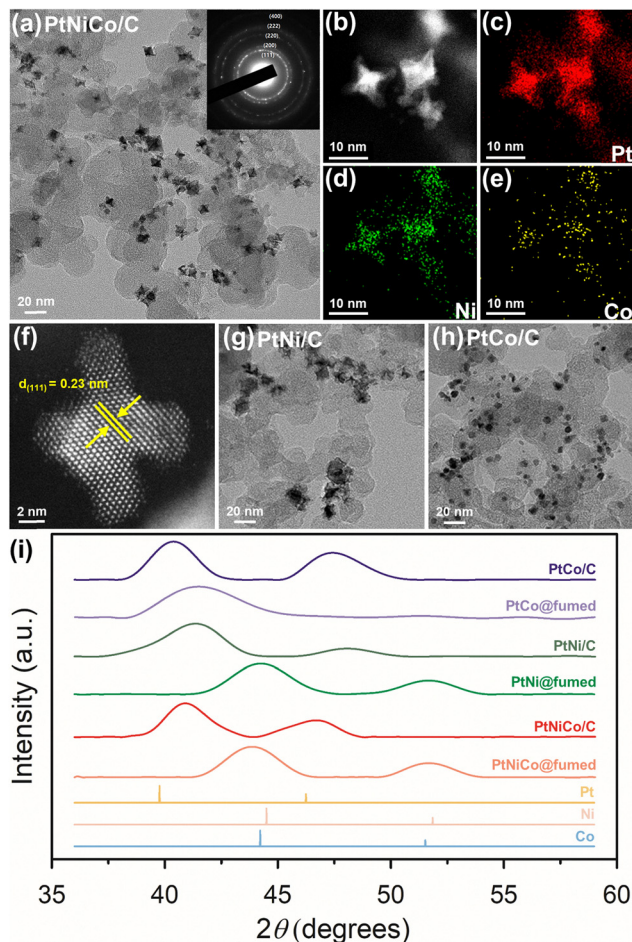 (a) PtNiCo/C
(400)
(222)
(220)
(200)
(111)
20 nm
(b)
10 nm
(c)
10 nm
Pt
(d)
10 nm
Ni
(e)
10 nm
Co
(f)
d(111) = 0.23 nm
2 nm
(g) PtNi/C
20 nm
(h) PtCo/C
20 nm
(i)
PtCo/C
PtCo@fumed
PtNi/C
PtNi@fumed
PtNiCo/C
PtNiCo@fumed
Pt
Ni
Co
Intensity (a.u.)
35 40 45 50 55 60
2θ (degrees)